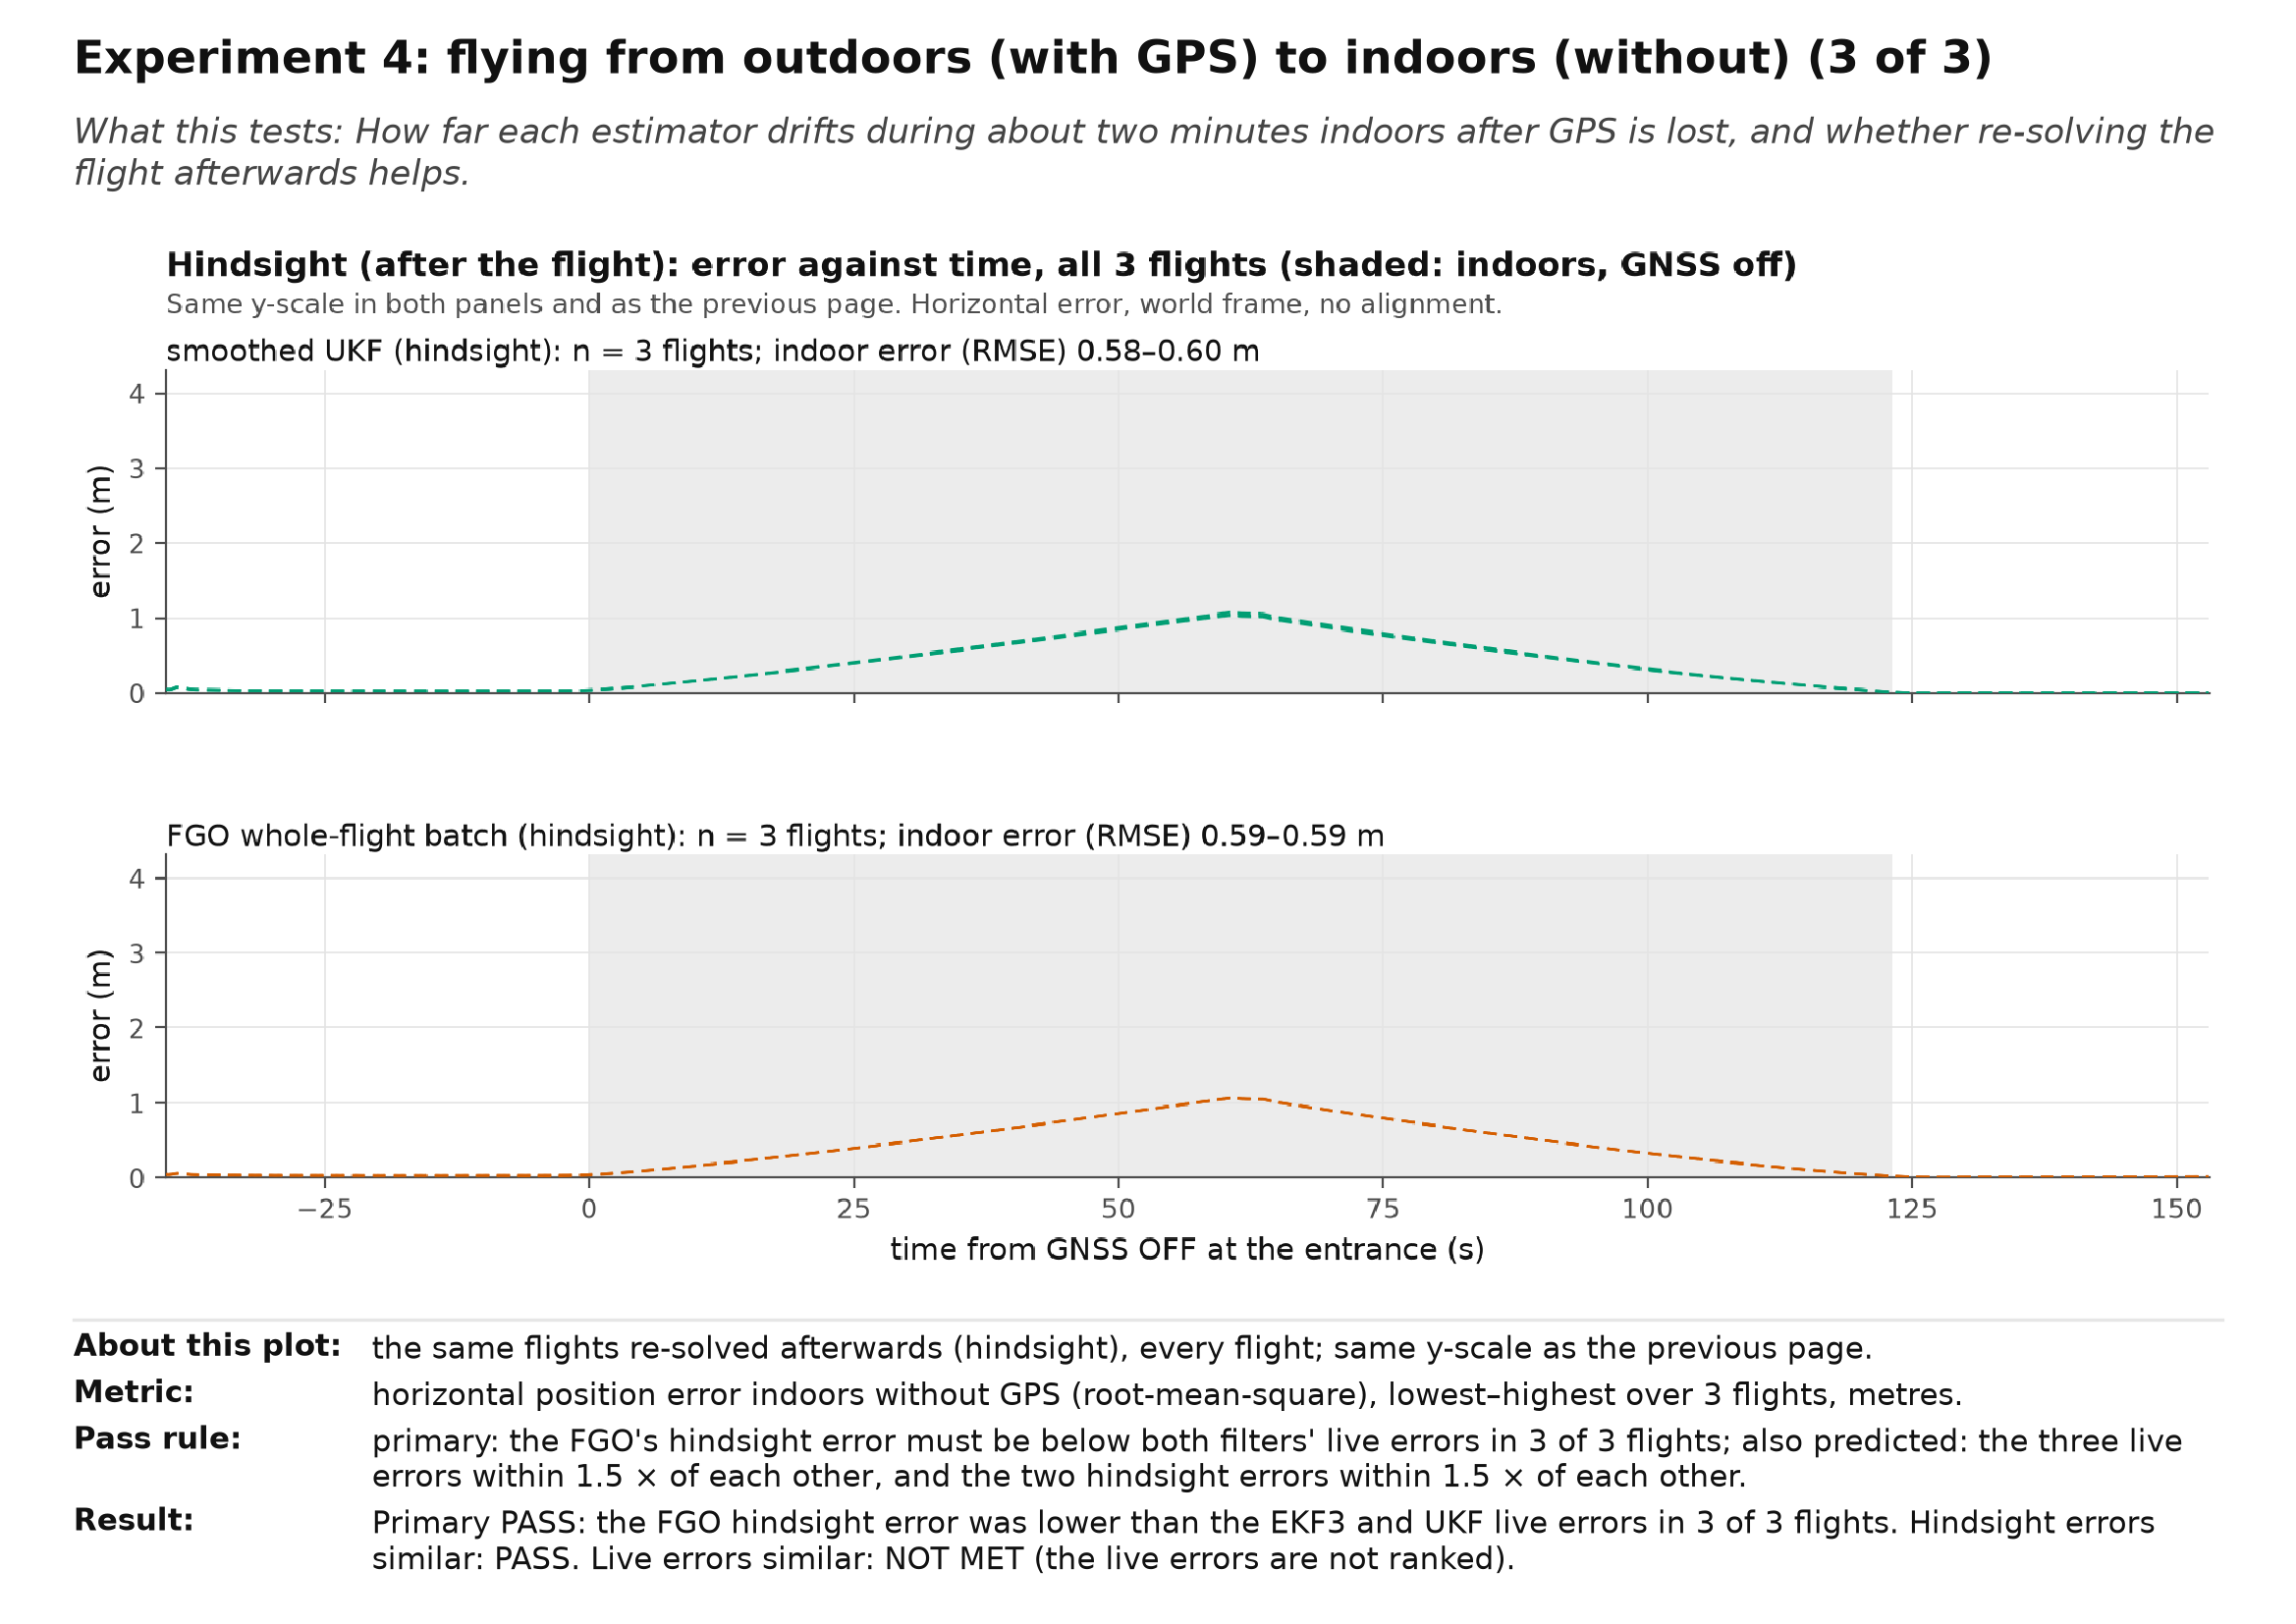 Experiment 4: flying from outdoors (with GPS) to indoors (without) (3 of 3)
What this tests: How far each estimator drifts during about two minutes indoors after GPS is lost, and whether re-solving the
flight afterwards helps.
Hindsight (after the flight): error against time, all 3 flights (shaded: indoors, GNSS off)
Same y-scale in both panels and as the previous page. Horizontal error, world frame, no alignment.
smoothed UKF (hindsight): n = 3 flights; indoor error (RMSE) 0.58–0.60 m
4
3
2
1
0
error (m)
FGO whole-flight batch (hindsight): n = 3 flights; indoor error (RMSE) 0.59–0.59 m
4
3
2
1
0
error (m)
−25 0 25 50 75 100 125 150
time from GNSS OFF at the entrance (s)
About this plot: the same flights re-solved afterwards (hindsight), every flight; same y-scale as the previous page.
Metric: horizontal position error indoors without GPS (root-mean-square), lowest–highest over 3 flights, metres.
Pass rule: primary: the FGO's hindsight error must be below both filters' live errors in 3 of 3 flights; also predicted: the three live
errors within 1.5 × of each other, and the two hindsight errors within 1.5 × of each other.
Result: Primary PASS: the FGO hindsight error was lower than the EKF3 and UKF live errors in 3 of 3 flights. Hindsight errors
similar: PASS. Live errors similar: NOT MET (the live errors are not ranked).